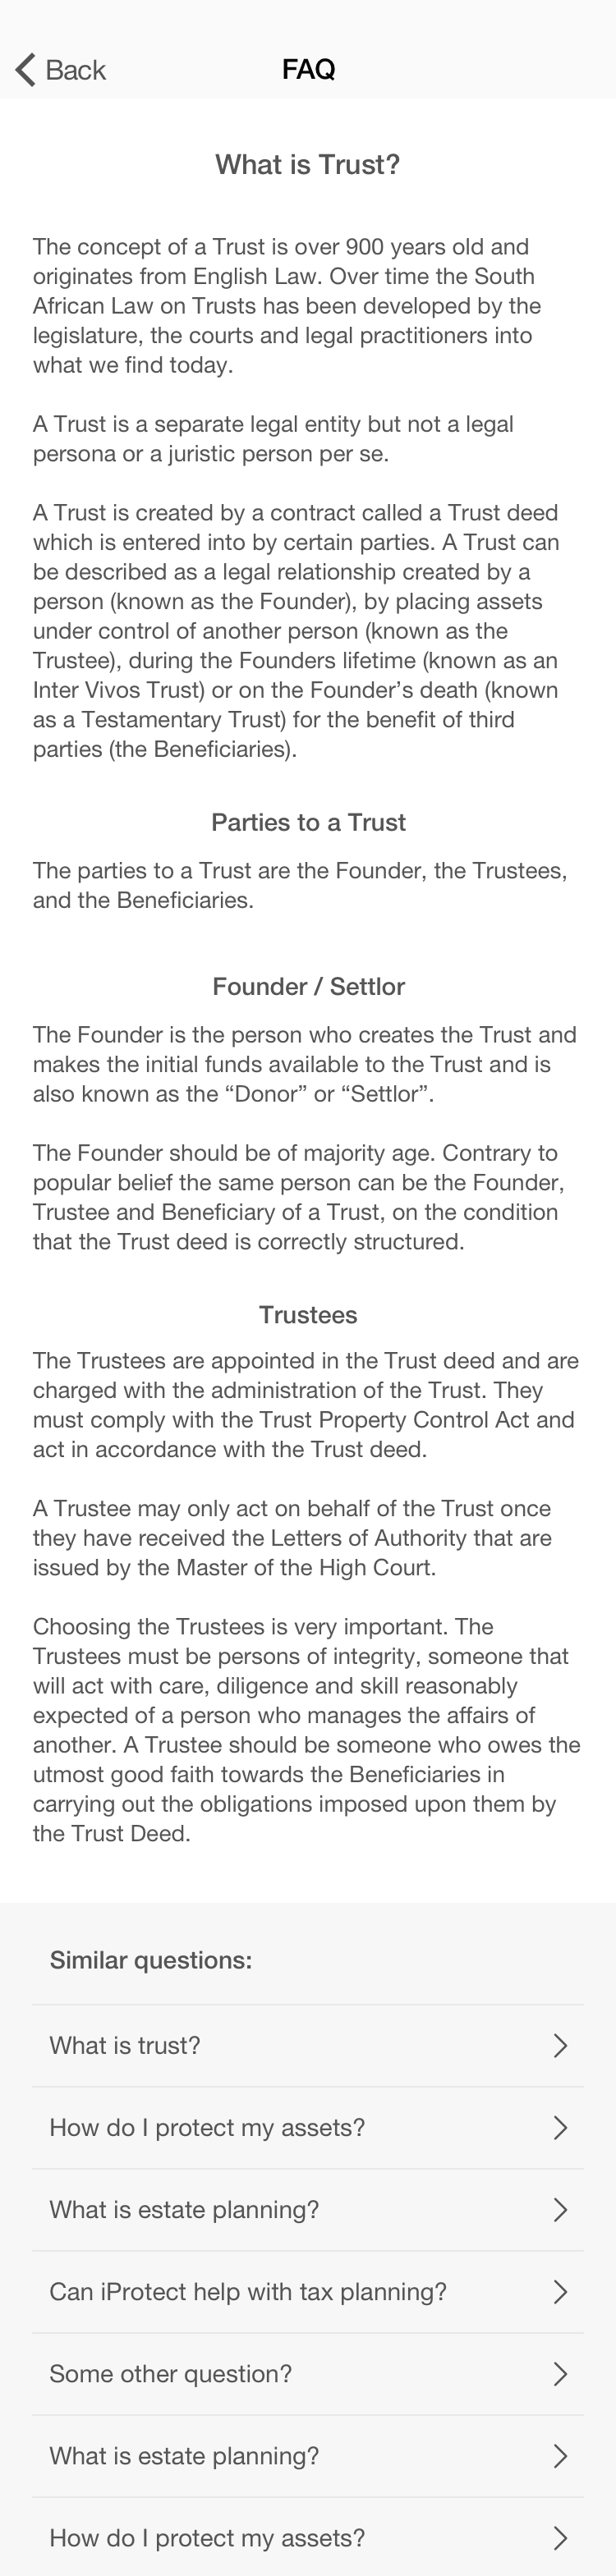 Back
FAQ
What is Trust?
The concept of a Trust is over 900 years old and
originates from English Law. Over time the South
African Law on Trusts has been developed by the
legislature, the courts and legal practitioners into
what we find today.
A Trust is a separate legal entity but not a legal
persona or a juristic person per se.
A Trust is created by a contract called a Trust deed
which is entered into by certain parties. A Trust can
be described as a legal relationship created by a
person (known as the Founder), by placing assets
under control of another person (known as the
Trustee), during the Founders lifetime (known as an
Inter Vivos Trust) or on the Founder’s death (known
as a Testamentary Trust) for the benefit of third
parties (the Beneficiaries).
Parties to a Trust
The parties to a Trust are the Founder, the Trustees,
and the Beneficiaries.
Founder / Settlor
The Founder is the person who creates the Trust and
makes the initial funds available to the Trust and is
also known as the “Donor” or “Settlor”.
The Founder should be of majority age. Contrary to
popular belief the same person can be the Founder,
Trustee and Beneficiary of a Trust, on the condition
that the Trust deed is correctly structured.
Trustees
The Trustees are appointed in the Trust deed and are
charged with the administration of the Trust. They
must comply with the Trust Property Control Act and
act in accordance with the Trust deed.
A Trustee may only act on behalf of the Trust once
they have received the Letters of Authority that are
issued by the Master of the High Court.
Choosing the Trustees is very important. The
Trustees must be persons of integrity, someone that
will act with care, diligence and skill reasonably
expected of a person who manages the affairs of
another. A Trustee should be someone who owes the
utmost good faith towards the Beneficiaries in
carrying out the obligations imposed upon them by
the Trust Deed.
Similar questions:
What is trust?
How do I protect my assets?
What is estate planning?
Can iProtect help with tax planning?
Some other question?
What is estate planning?
How do I protect my assets?